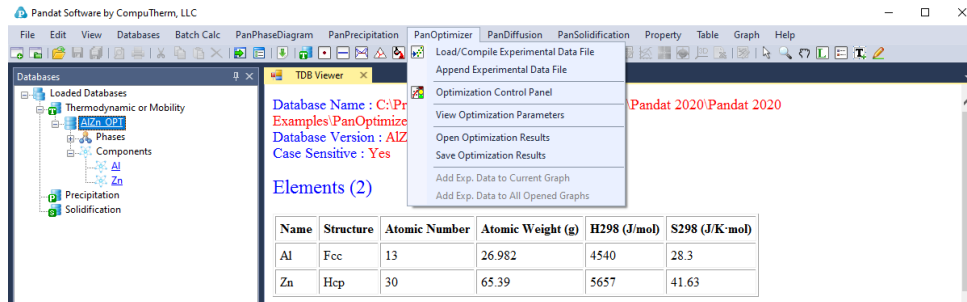 Pandat Software by CompuTherm, LLC
File Edit View Databases Batch Calc PanPhaseDiagram PanPrecipitation PanOptimizer PanDiffusion PanSolidification Property Table Graph Help
Load/Compile Experimental Data File
Append Experimental Data File
Optimization Control Panel
View Optimization Parameters
Open Optimization Results
Save Optimization Results
Add Exp. Data to Current Graph
Add Exp. Data to All Opened Graphs
Databases
Loaded Databases
Thermodynamic or Mobility
AlZn_OPT
Phases
Components
Al
Zn
Precipitation
Solidification
TDB Viewer
Database Name : C:\Pr \Pandat 2020\Pandat 2020
Examples\PanOptimize
Database Version : AlZ
Case Sensitive : Yes
Elements (2)
Name Structure Atomic Number Atomic Weight (g) H298 (J/mol) S298 (J/K·mol)
Al Fcc 13 26.982 4540 28.3
Zn Hcp 30 65.39 5657 41.63